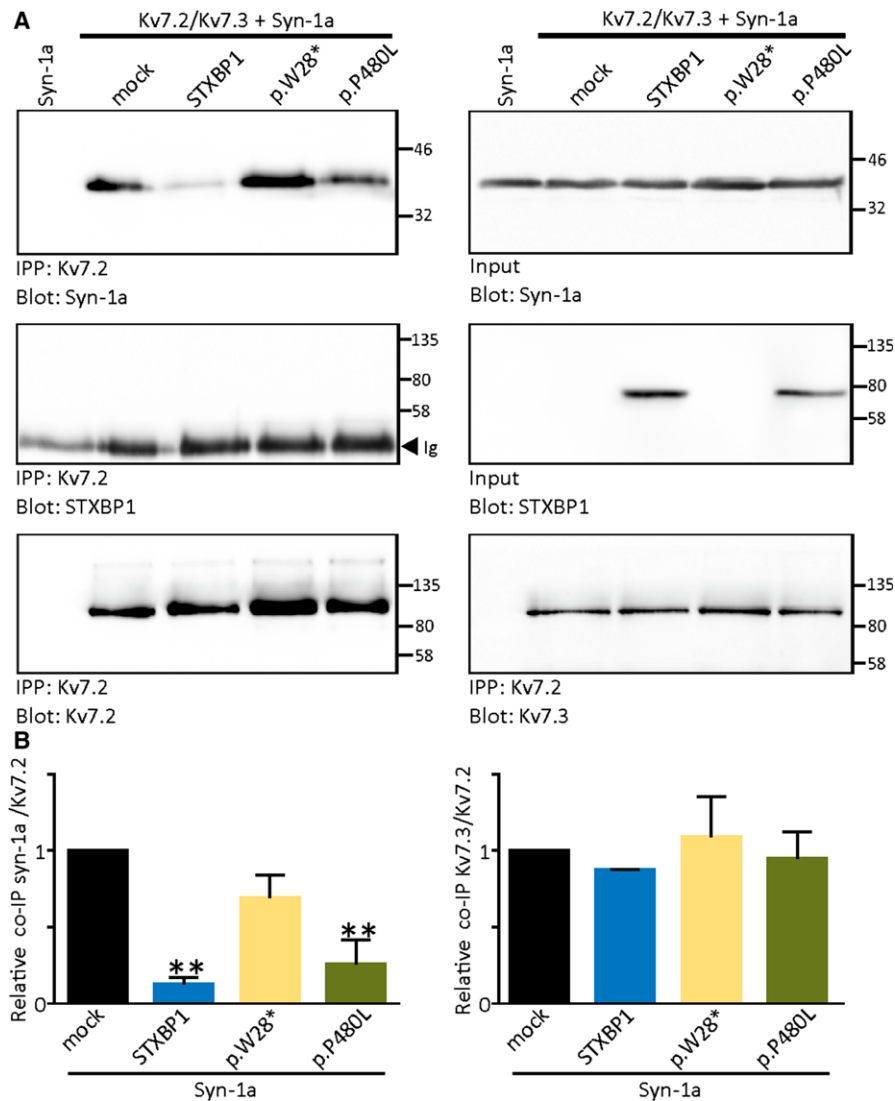 A
Kv7.2/Kv7.3 + Syn-1a
Syn-1a
mock
STXBP1
p.W28*
p.P480L
46
32
IPP: Kv7.2
Blot: Syn-1a
Kv7.2/Kv7.3 + Syn-1a
Syn-1a
mock
STXBP1
p.W28*
p.P480L
46
32
Input
Blot: Syn-1a
135
80
58
Ig
IPP: Kv7.2
Blot: STXBP1
135
80
58
Input
Blot: STXBP1
135
80
58
IPP: Kv7.2
Blot: Kv7.2
135
80
58
IPP: Kv7.2
Blot: Kv7.3
B
Relative co-IP syn-1a /Kv7.2
1
0
**
**
mock
STXBP1
p.W28*
p.P480L
Syn-1a
Relative co-IP Kv7.3/Kv7.2
1
0
mock
STXBP1
p.W28*
p.P480L
Syn-1a